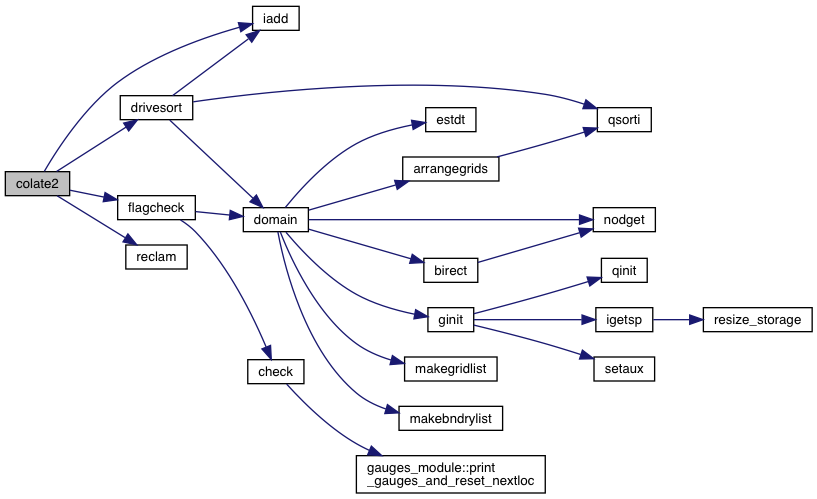 iadd
drivesort
estdt
qsorti
arrangegrids
colate2
flagcheck
domain
nodget
reclam
birect
qinit
ginit
igetsp
resize_storage
makegridlist
setaux
check
makebndrylist
gauges_module::print
_gauges_and_reset_nextloc